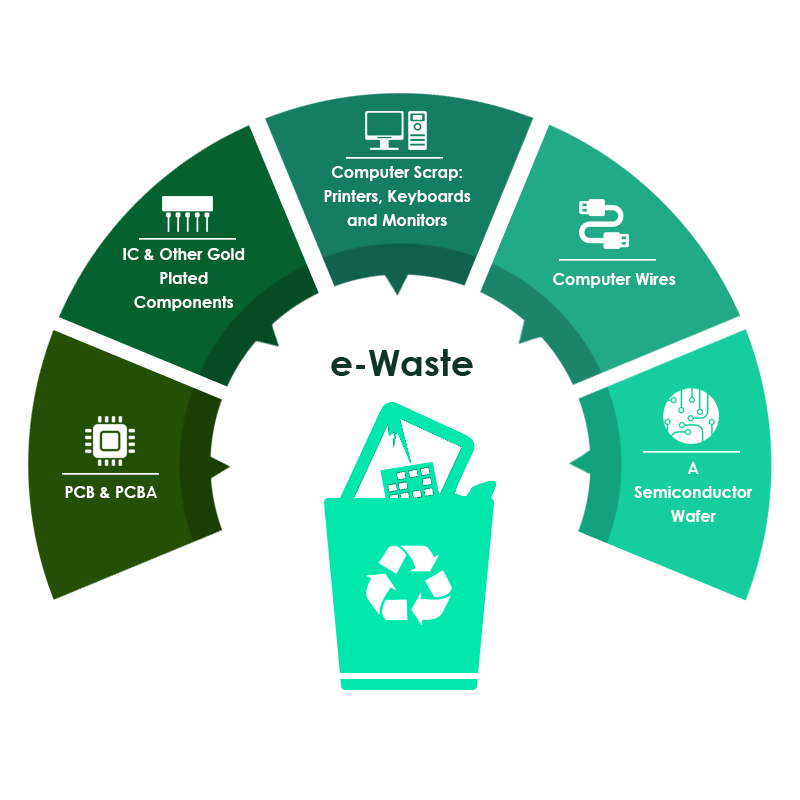 Computer Scrap:
Printers, Keyboards
and Monitors
IC & Other Gold
Plated
Components
Computer Wires
e-Waste
PCB & PCBA
A
Semiconductor
Wafer